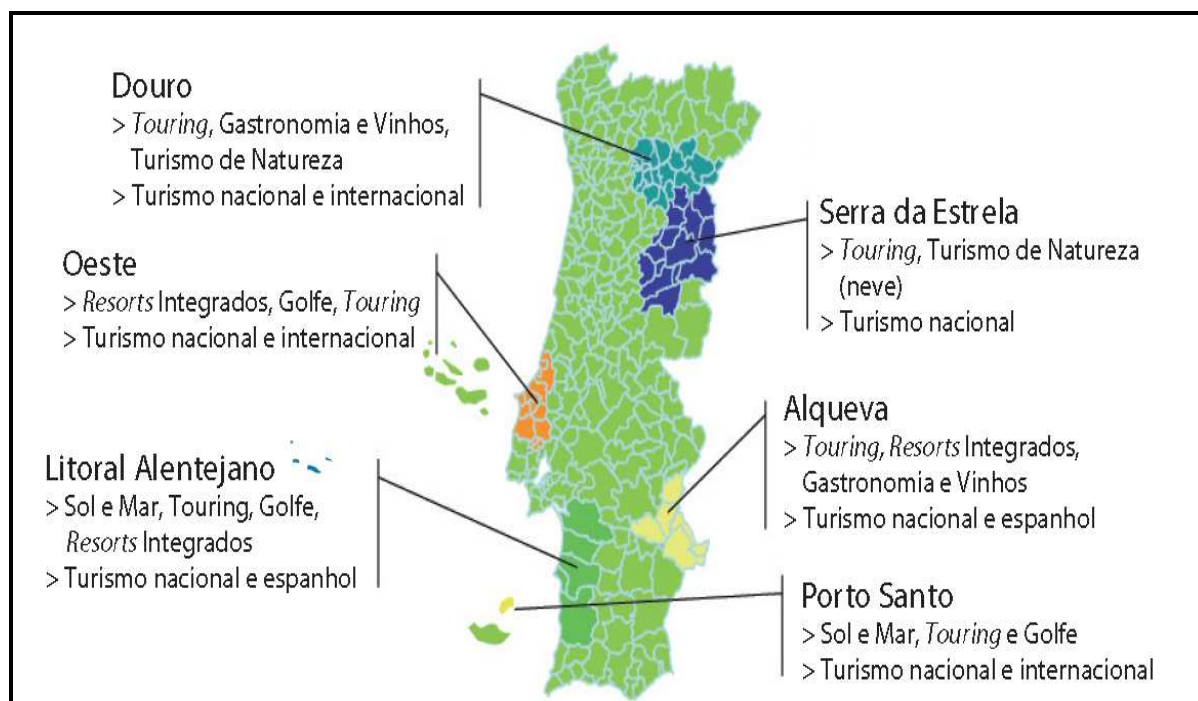 Douro
> Touring, Gastronomia e Vinhos,
Turismo de Natureza
> Turismo nacional e internacional
Serra da Estrela
> Touring, Turismo de Natureza
(neve)
> Turismo nacional
Oeste
> Resorts Integrados, Golfe, Touring
> Turismo nacional e internacional
Alqueva
> Touring, Resorts Integrados,
Gastronomia e Vinhos
> Turismo nacional e espanhol
Litoral Alentejano
> Sol e Mar, Touring, Golfe,
Resorts Integrados
> Turismo nacional e espanhol
Porto Santo
> Sol e Mar, Touring e Golfe
> Turismo nacional e internacional